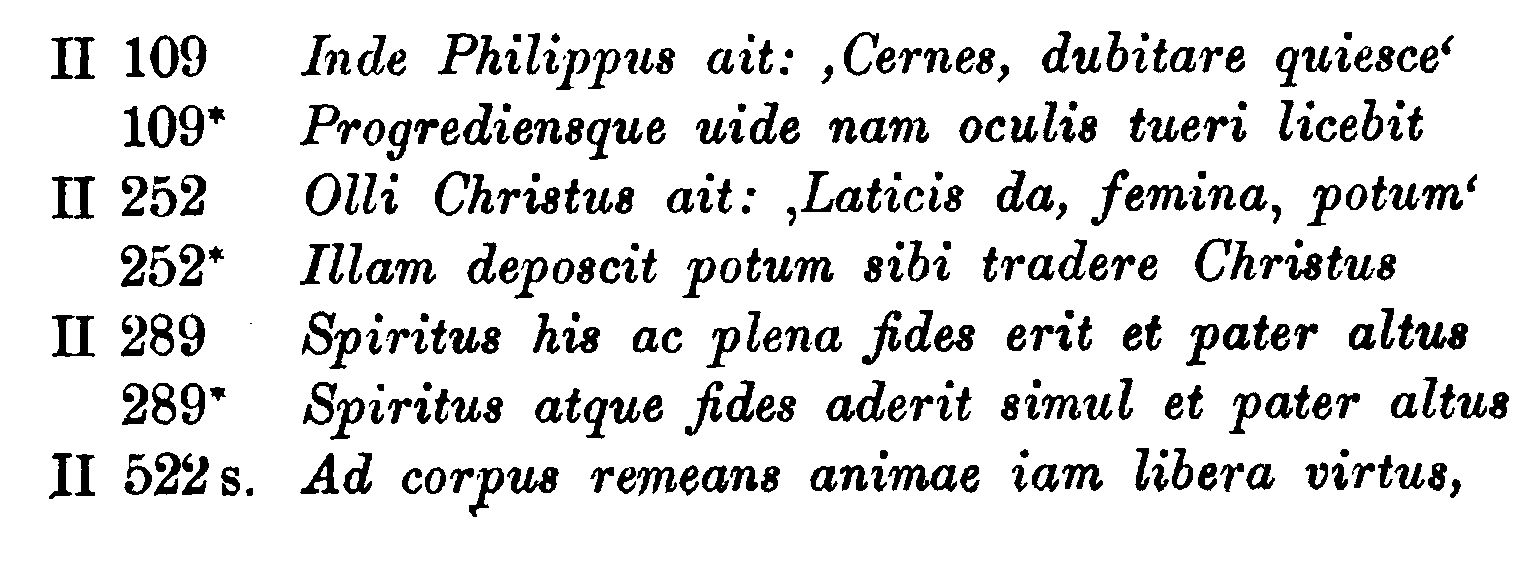 II 109 Inde Philippus ait: ‚Cernes, dubitare quiesce‘
109* Progrediensque uide nam oculis tueri licebit
II 252 Olli Christus ait: ‚Laticis da, femina, potum‘
252* Illam deposcit potum sibi tradere Christus
II 289 Spiritus his ac plena fides erit et pater altus
289* Spiritus atque fides aderit simul et pater altus
II 522 s. Ad corpus remeans animae iam libera virtus,